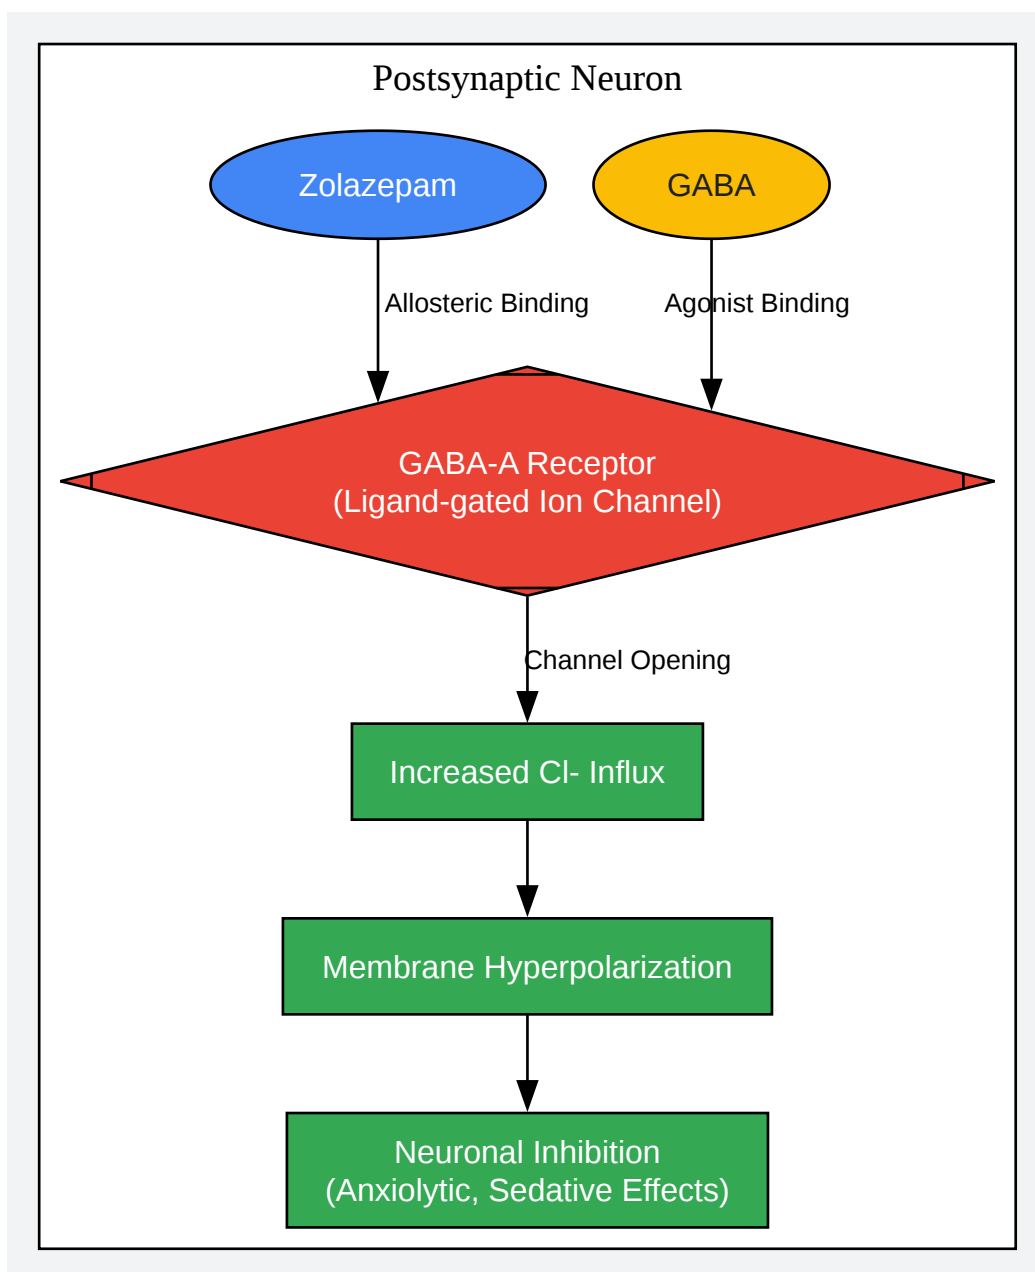 Postsynaptic Neuron
Zolazepam
GABA
Allosteric Binding
Agonist Binding
GABA-A Receptor
(Ligand-gated Ion Channel)
Channel Opening
Increased Cl- Influx
Membrane Hyperpolarization
Neuronal Inhibition
(Anxiolytic, Sedative Effects)